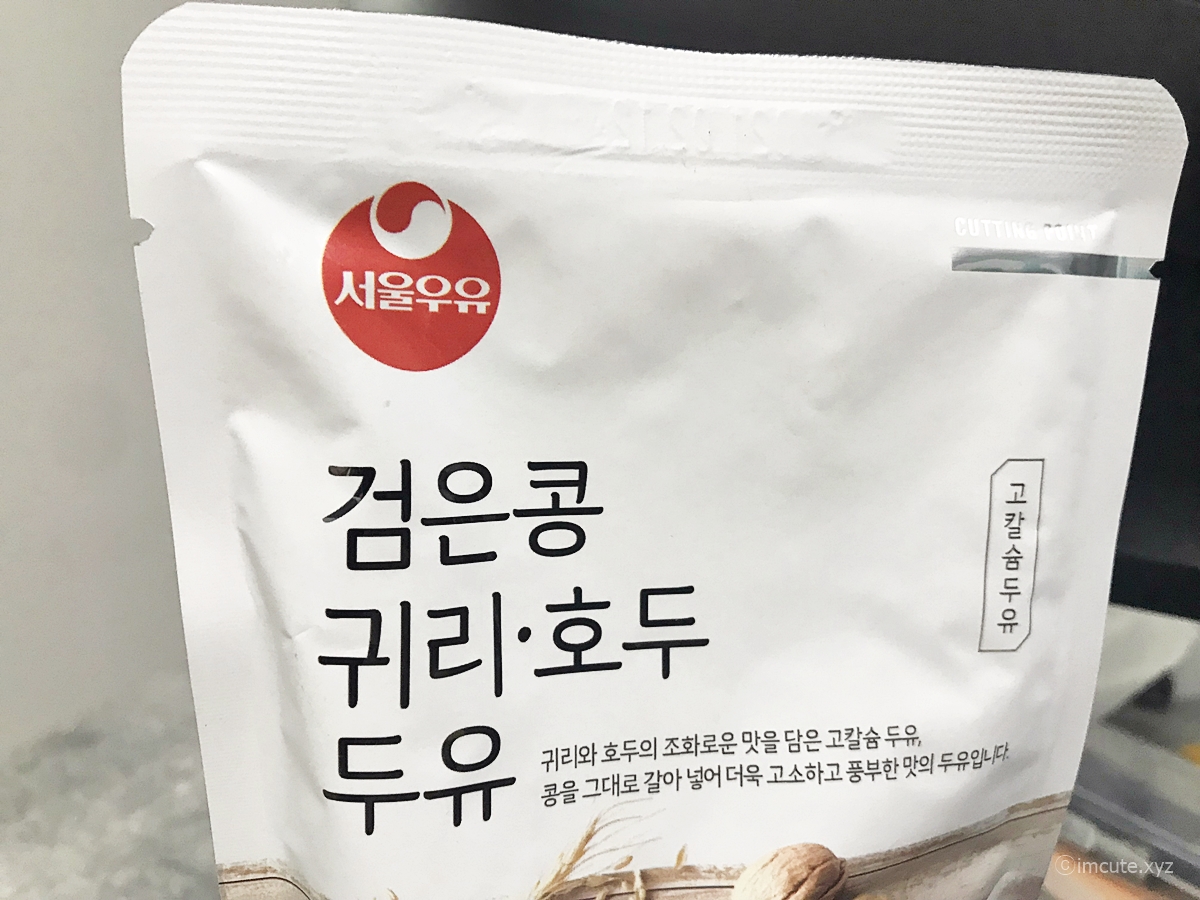 서울우유
CUTTING POINT
검은콩
귀리·호두
두유
고칼슘두유
귀리와 호두의 조화로운 맛을 담은 고칼슘 두유,
콩을 그대로 갈아 넣어 더욱 고소하고 풍부한 맛의 두유입니다.
©imcute.xyz